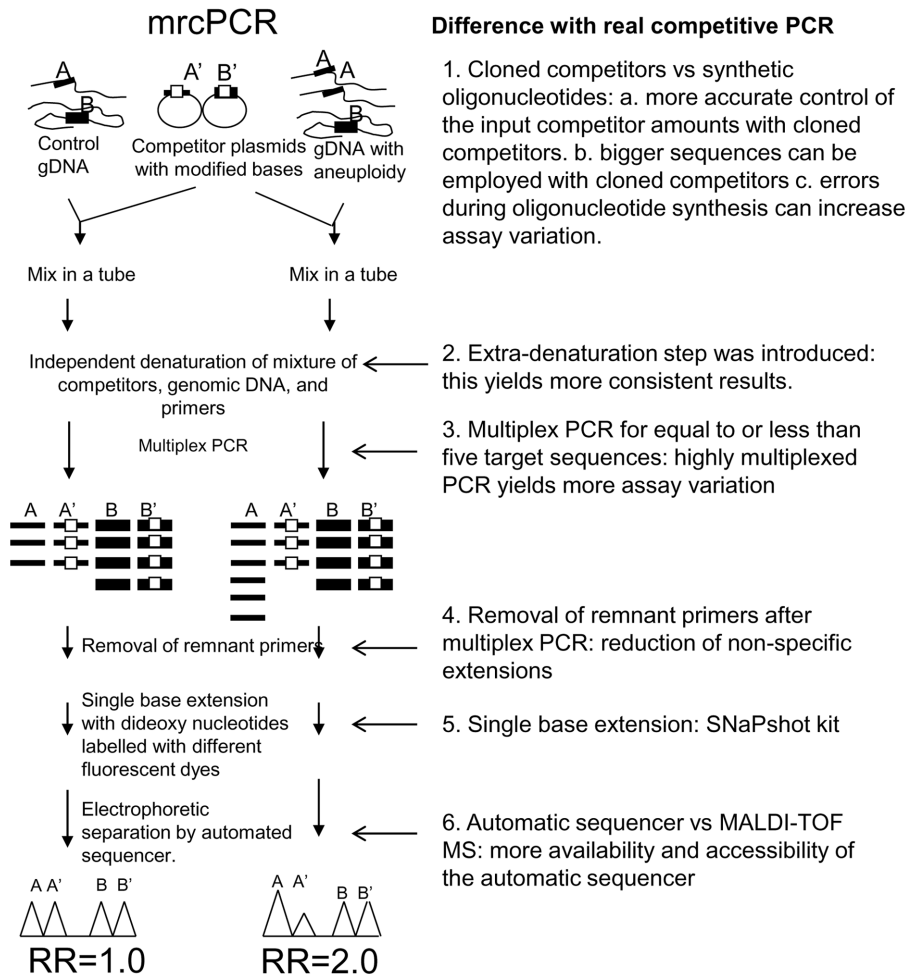 mrcPCR
Difference with real competitive PCR
A
B
Control
gDNA
A’ B’
Competitor plasmids
with modified bases
A
A
B
gDNA with
aneuploidy
1. Cloned competitors vs synthetic
oligonucleotides: a. more accurate control of
the input competitor amounts with cloned
competitors. b. bigger sequences can be
employed with cloned competitors c. errors
during oligonucleotide synthesis can increase
assay variation.
Mix in a tube
Mix in a tube
Independent denaturation of mixture of
competitors, genomic DNA, and
primers
2. Extra-denaturation step was introduced:
this yields more consistent results.
Multiplex PCR
3. Multiplex PCR for equal to or less than
five target sequences: highly multiplexed
PCR yields more assay variation
A A’ B B’
A A’ B B’
Removal of remnant primers
4. Removal of remnant primers after
multiplex PCR: reduction of non-specific
extensions
Single base extension
with dideoxy nucleotides
labelled with different
fluorescent dyes
5. Single base extension: SNaPshot kit
Electrophoretic
separation by automated
sequencer.
6. Automatic sequencer vs MALDI-TOF
MS: more availability and accessibility of
the automatic sequencer
A A’ B B’
A A’ B B’
RR=1.0
RR=2.0